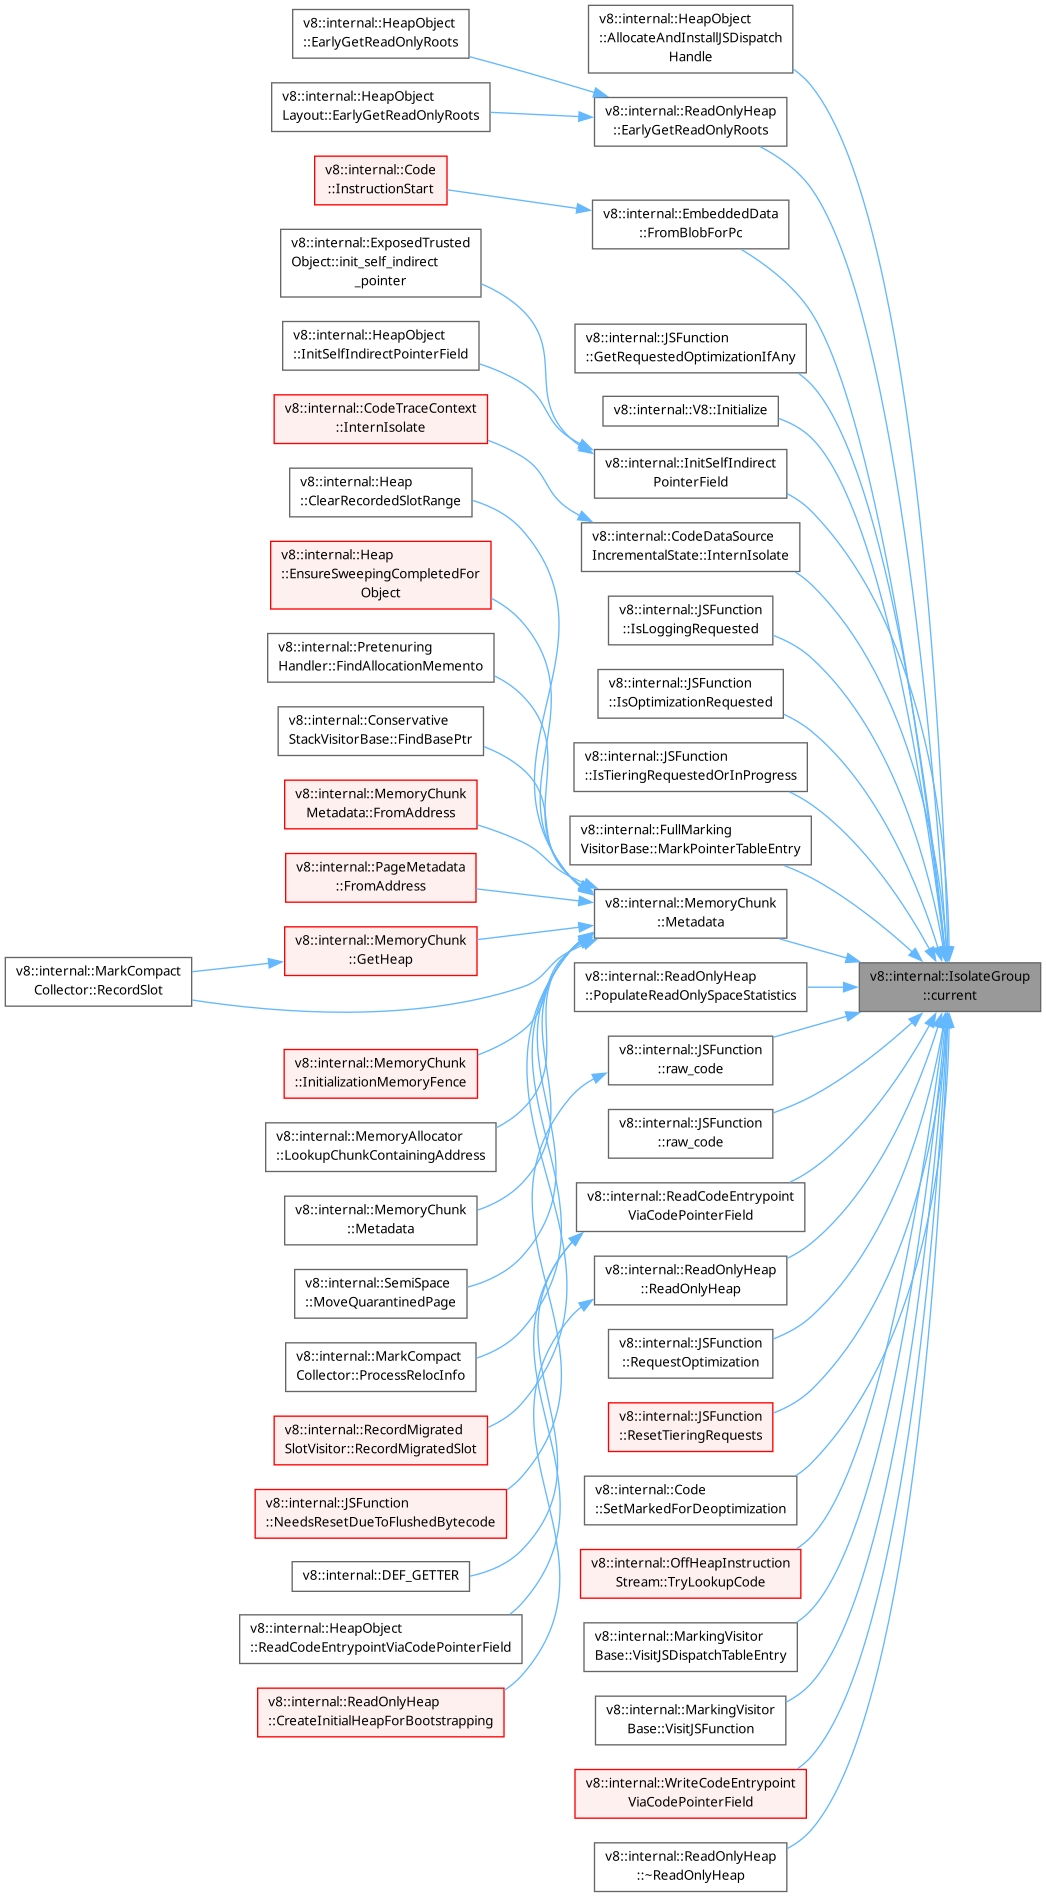 v8::internal::HeapObject
::EarlyGetReadOnlyRoots
v8::internal::HeapObject
Layout::EarlyGetReadOnlyRoots
v8::internal::Code
::InstructionStart
v8::internal::ExposedTrusted
Object::init_self_indirect
_pointer
v8::internal::HeapObject
::InitSelfIndirectPointerField
v8::internal::CodeTraceContext
::InternIsolate
v8::internal::Heap
::ClearRecordedSlotRange
v8::internal::Heap
::EnsureSweepingCompletedFor
Object
v8::internal::Pretenuring
Handler::FindAllocationMemento
v8::internal::Conservative
StackVisitorBase::FindBasePtr
v8::internal::MemoryChunk
Metadata::FromAddress
v8::internal::PageMetadata
::FromAddress
v8::internal::MemoryChunk
::GetHeap
v8::internal::MarkCompact
Collector::RecordSlot
v8::internal::MemoryChunk
::InitializationMemoryFence
v8::internal::MemoryAllocator
::LookupChunkContainingAddress
v8::internal::MemoryChunk
::Metadata
v8::internal::SemiSpace
::MoveQuarantinedPage
v8::internal::MarkCompact
Collector::ProcessRelocInfo
v8::internal::RecordMigrated
SlotVisitor::RecordMigratedSlot
v8::internal::JSFunction
::NeedsResetDueToFlushedBytecode
v8::internal::DEF_GETTER
v8::internal::HeapObject
::ReadCodeEntrypointViaCodePointerField
v8::internal::ReadOnlyHeap
::CreateInitialHeapForBootstrapping
v8::internal::HeapObject
::AllocateAndInstallJSDispatch
Handle
v8::internal::ReadOnlyHeap
::EarlyGetReadOnlyRoots
v8::internal::EmbeddedData
::FromBlobForPc
v8::internal::JSFunction
::GetRequestedOptimizationIfAny
v8::internal::V8::Initialize
v8::internal::InitSelfIndirect
PointerField
v8::internal::CodeDataSource
IncrementalState::InternIsolate
v8::internal::JSFunction
::IsLoggingRequested
v8::internal::JSFunction
::IsOptimizationRequested
v8::internal::JSFunction
::IsTieringRequestedOrInProgress
v8::internal::FullMarking
VisitorBase::MarkPointerTableEntry
v8::internal::MemoryChunk
::Metadata
v8::internal::ReadOnlyHeap
::PopulateReadOnlySpaceStatistics
v8::internal::JSFunction
::raw_code
v8::internal::JSFunction
::raw_code
v8::internal::ReadCodeEntrypoint
ViaCodePointerField
v8::internal::ReadOnlyHeap
::ReadOnlyHeap
v8::internal::JSFunction
::RequestOptimization
v8::internal::JSFunction
::ResetTieringRequests
v8::internal::Code
::SetMarkedForDeoptimization
v8::internal::OffHeapInstruction
Stream::TryLookupCode
v8::internal::MarkingVisitor
Base::VisitJSDispatchTableEntry
v8::internal::MarkingVisitor
Base::VisitJSFunction
v8::internal::WriteCodeEntrypoint
ViaCodePointerField
v8::internal::ReadOnlyHeap
::~ReadOnlyHeap
v8::internal::IsolateGroup
::current